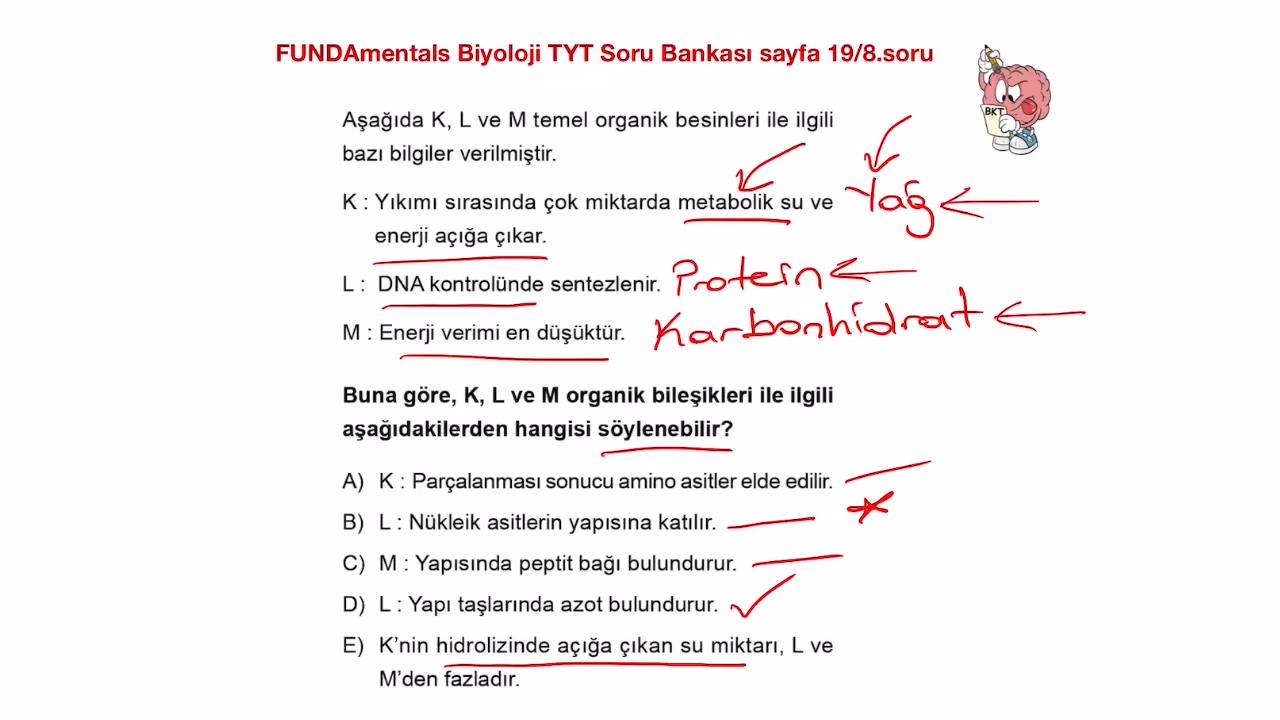 FUNDAmentals Biyoloji TYT Soru Bankası sayfa 19/8.soru
BKT
Aşağıda K, L ve M temel organik besinleri ile ilgili
bazı bilgiler verilmiştir.
K : Yıkımı sırasında çok miktarda metabolik su ve
enerji açığa çıkar.
Yağ
L : DNA kontrolünde sentezlenir. Protein
M : Enerji verimi en düşüktür. Karbonhidrat
Buna göre, K, L ve M organik bileşikleri ile ilgili
aşağıdakilerden hangisi söylenebilir?
A) K : Parçalanması sonucu amino asitler elde edilir.
B) L : Nükleik asitlerin yapısına katılır.
C) M : Yapısında peptit bağı bulundurur.
D) L : Yapı taşlarında azot bulundurur.
E) K’nin hidrolizinde açığa çıkan su miktarı, L ve
M’den fazladır.